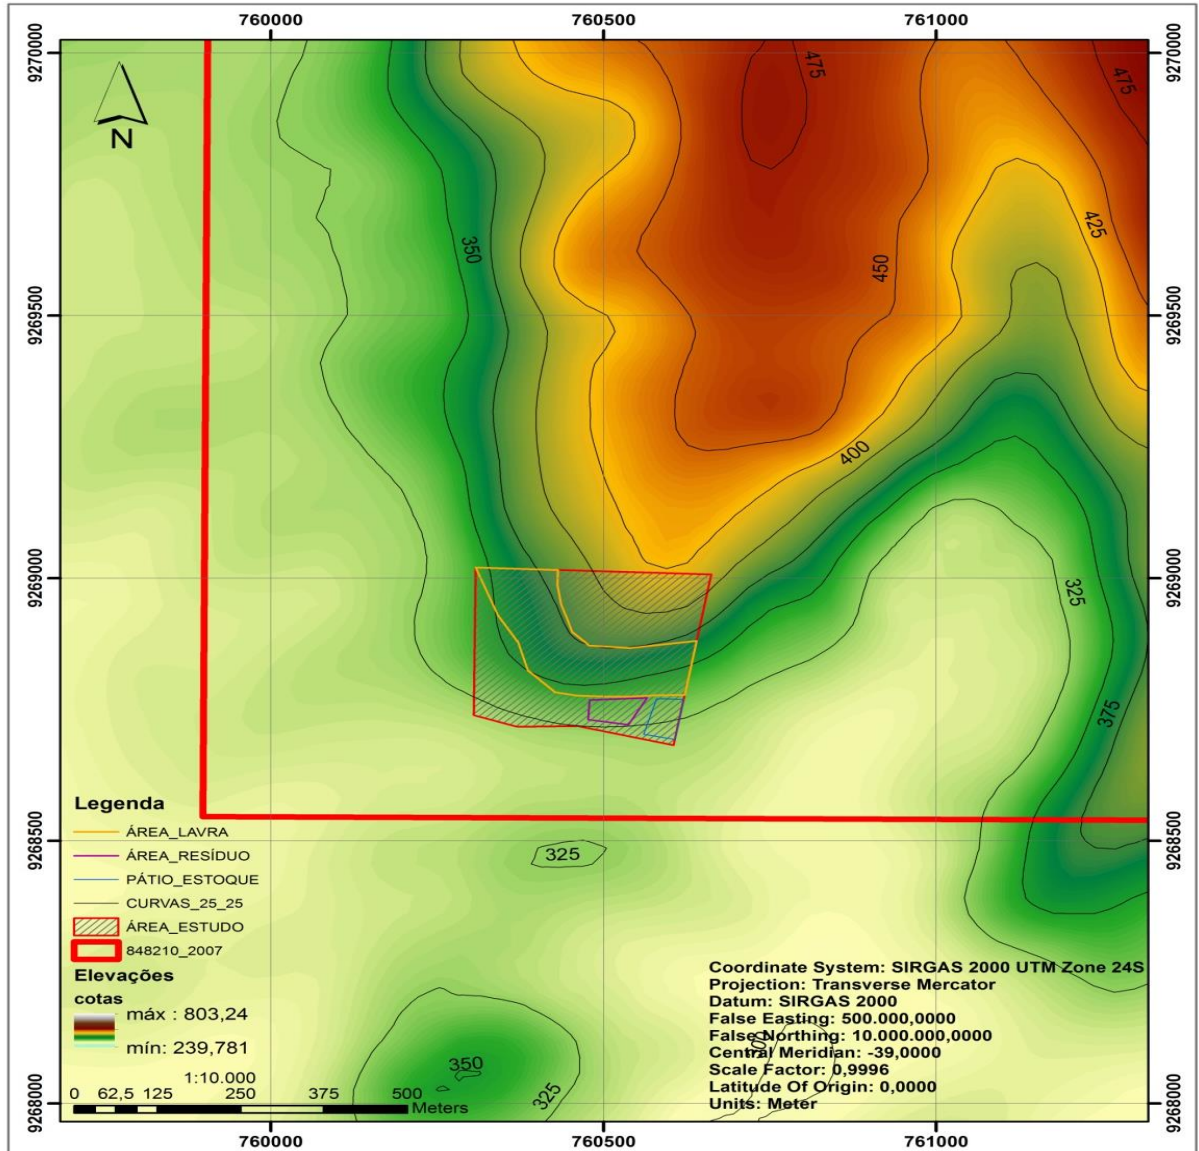 760000 760500 761000
9270000 9270000
N
475
475
350
425
450
9269500 9269500
400
9269000 9269000
325
375
Legenda
ÁREA_LAVRA
ÁREA_RESÍDUO
PÁTIO_ESTOQUE
CURVAS_25_25
ÁREA_ESTUDO
848210_2007
Elevações
cotas
máx : 803,24
mín: 239,781
1:10.000
0 62,5 125 250 375 500
Meters
9268500 9268500
325
350
325
Coordinate System: SIRGAS 2000 UTM Zone 24S
Projection: Transverse Mercator
Datum: SIRGAS 2000
False Easting: 500.000,0000
False Northing: 10.000.000,0000
Central Meridian: -39,0000
Scale Factor: 0,9996
Latitude Of Origin: 0,0000
Units: Meter
9268000 9268000
760000 760500 761000